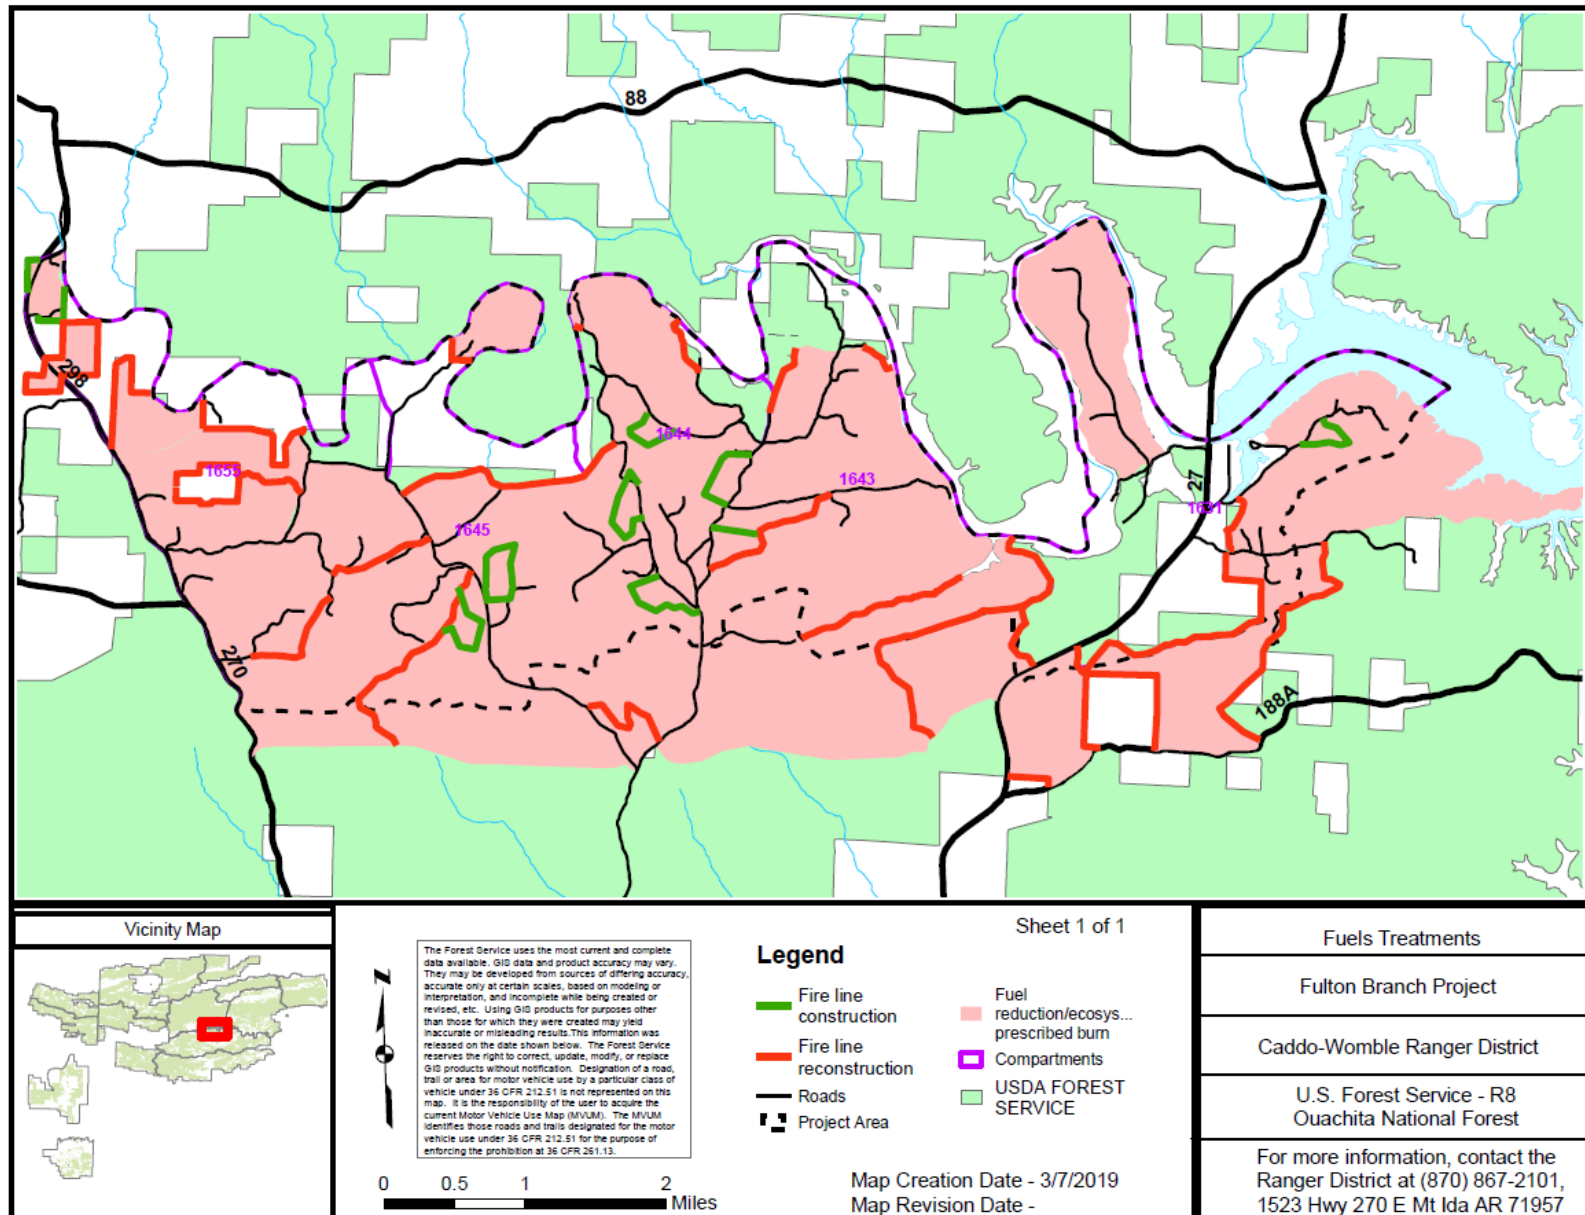 88
298
1655
1644
1643
1645
27
1631
270
188A
Vicinity Map
The Forest Service uses the most current and complete
data available. GIS data and product accuracy may vary.
They may be developed from sources of differing accuracy,
accurate only at certain scales, based on modeling or
interpretation, and incomplete while being created or
revised, etc. Using GIS products for purposes other
than those for which they were created may yield
inaccurate or misleading results. This information was
released on the date shown below. The Forest Service
reserves the right to correct, update, modify, or replace
GIS products without notification. Designation of a road,
trail or area for motor vehicle use by a particular class of
vehicle under 36 CFR 212.51 is not represented on this
map. It is the responsibility of the user to acquire the
current Motor Vehicle Use Map (MVUM). The MVUM
identifies those roads and trails designated for the motor
vehicle use under 36 CFR 212.51 for the purpose of
enforcing the prohibition at 36 CFR 261.13.
Z
0 0.5 1 2
Miles
Sheet 1 of 1
Legend
Fire line
construction
Fire line
reconstruction
Roads
Project Area
Fuel
reduction/ecosys...
prescribed burn
Compartments
USDA FOREST
SERVICE
Map Creation Date - 3/7/2019
Map Revision Date -
Fuels Treatments
Fulton Branch Project
Caddo-Womble Ranger District
U.S. Forest Service - R8
Ouachita National Forest
For more information, contact the
Ranger District at (870) 867-2101,
1523 Hwy 270 E Mt Ida AR 71957